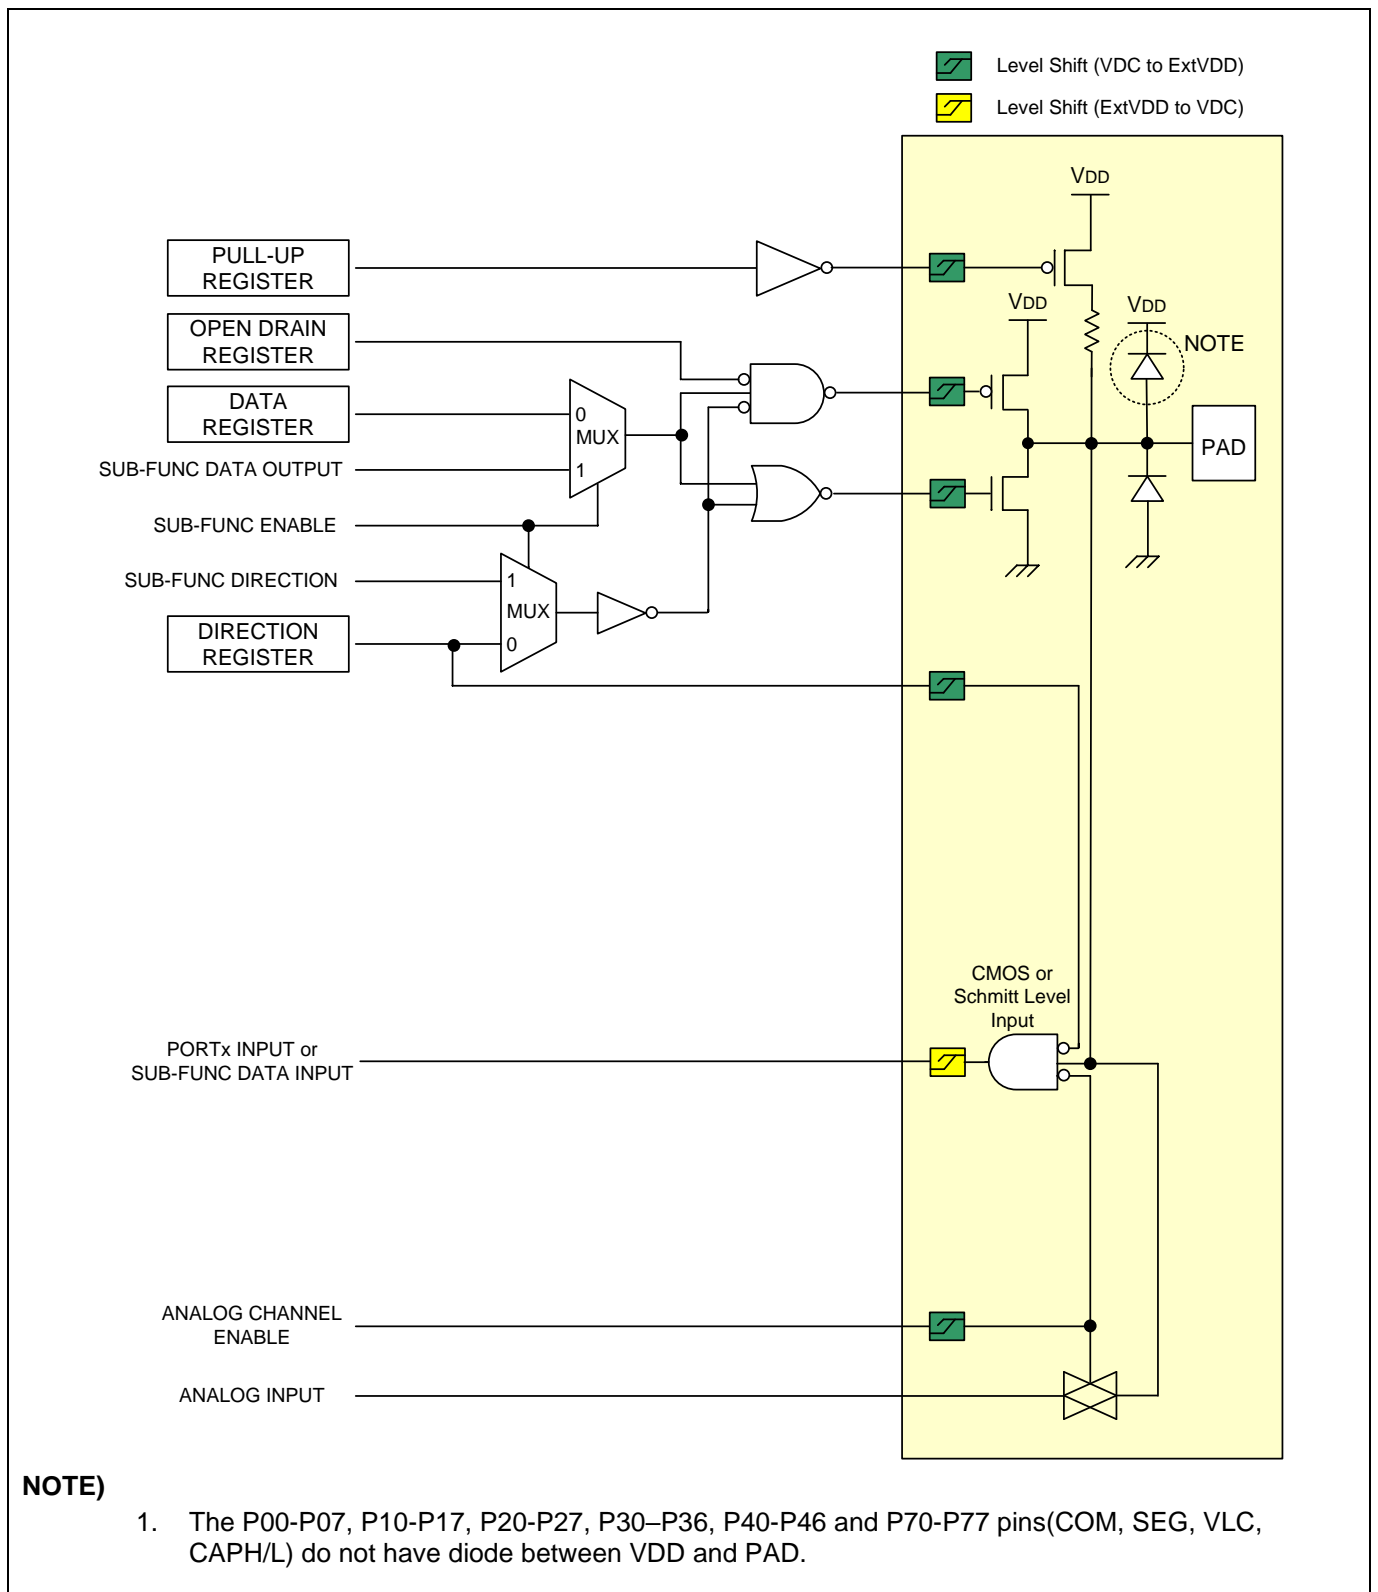 Level Shift (VDC to ExtVDD)
Level Shift (ExtVDD to VDC)
VDD
PULL-UP
REGISTER
VDD
VDD
OPEN DRAIN
REGISTER
NOTE
DATA
REGISTER
0
MUX
1
PAD
SUB-FUNC DATA OUTPUT
SUB-FUNC ENABLE
SUB-FUNC DIRECTION
1
MUX
0
DIRECTION
REGISTER
CMOS or
Schmitt Level
Input
PORTx INPUT or
SUB-FUNC DATA INPUT
ANALOG CHANNEL
ENABLE
ANALOG INPUT
NOTE)
1. The P00-P07, P10-P17, P20-P27, P30–P36, P40-P46 and P70-P77 pins(COM, SEG, VLC,
CAPH/L) do not have diode between VDD and PAD.